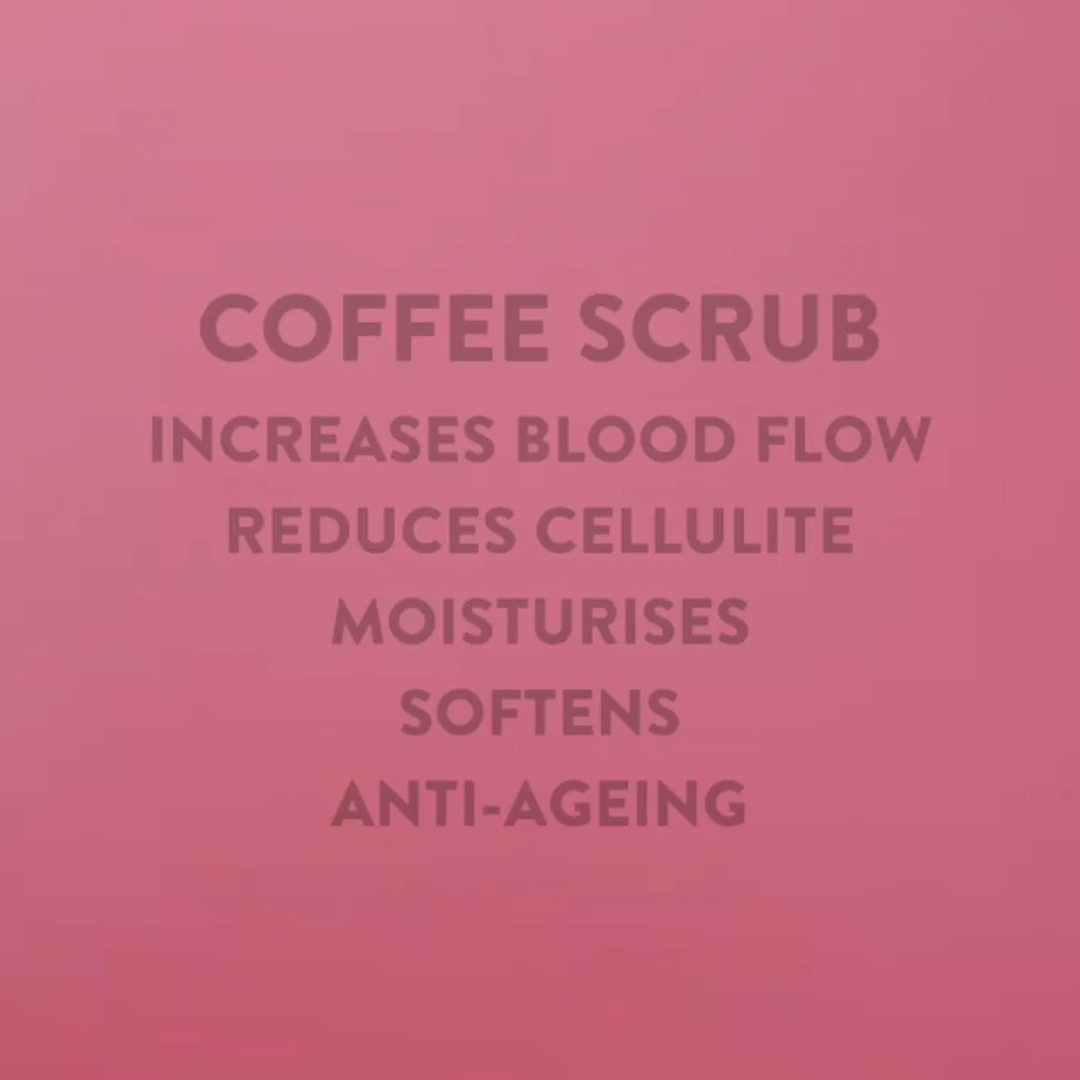 COFFEE SCRUB
INCREASES BLOOD FLOW
REDUCES CELLULITE
MOISTURISES
SOFTENS
ANTI-AGEING